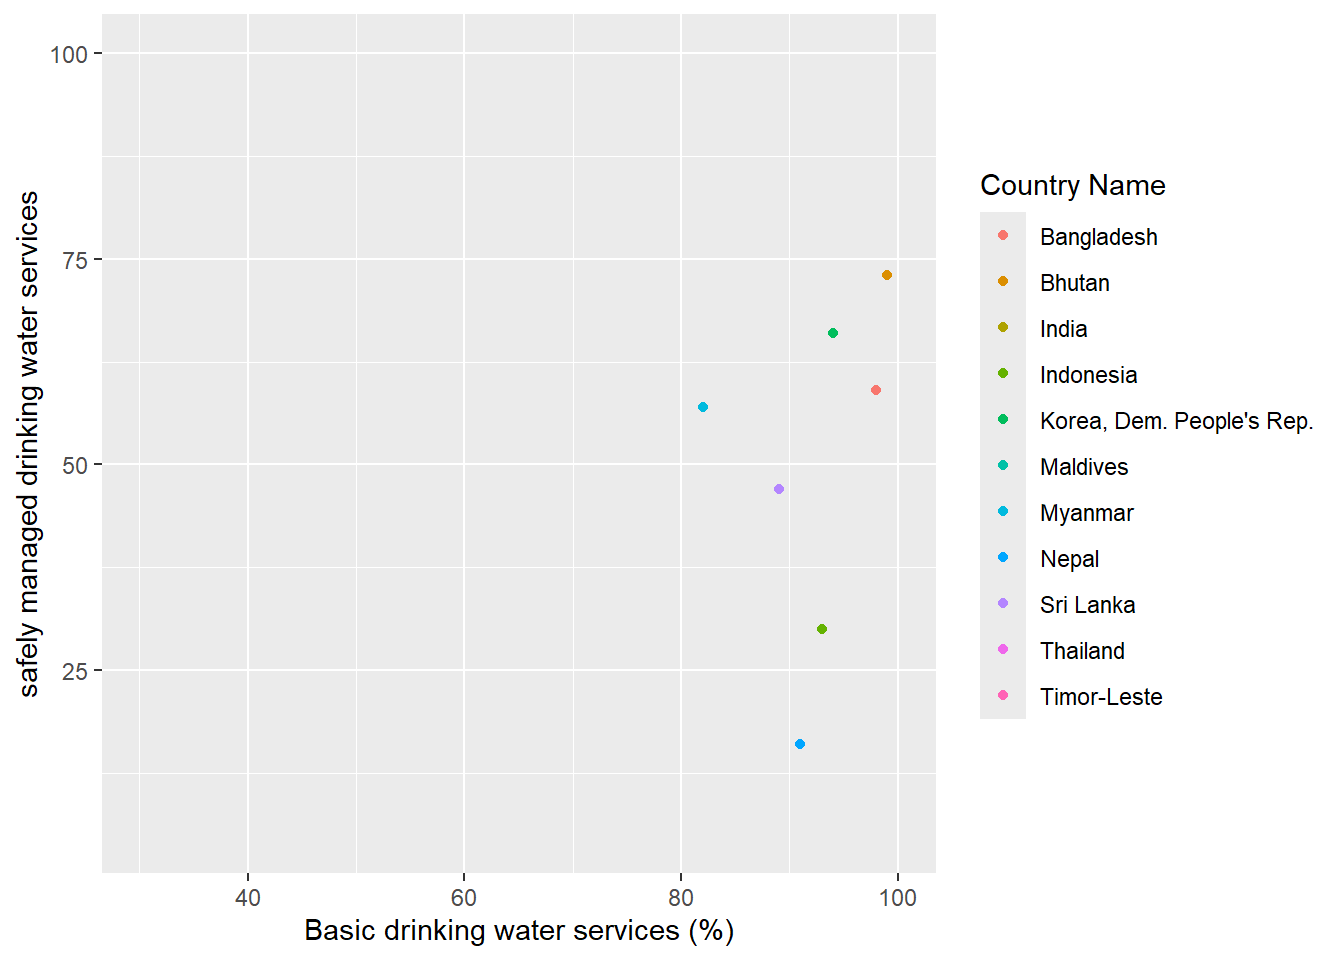 100
75
50
25
safely managed drinking water services
40 60 80 100
Basic drinking water services (%)
Country Name
Bangladesh
Bhutan
India
Indonesia
Korea, Dem. People's Rep.
Maldives
Myanmar
Nepal
Sri Lanka
Thailand
Timor-Leste